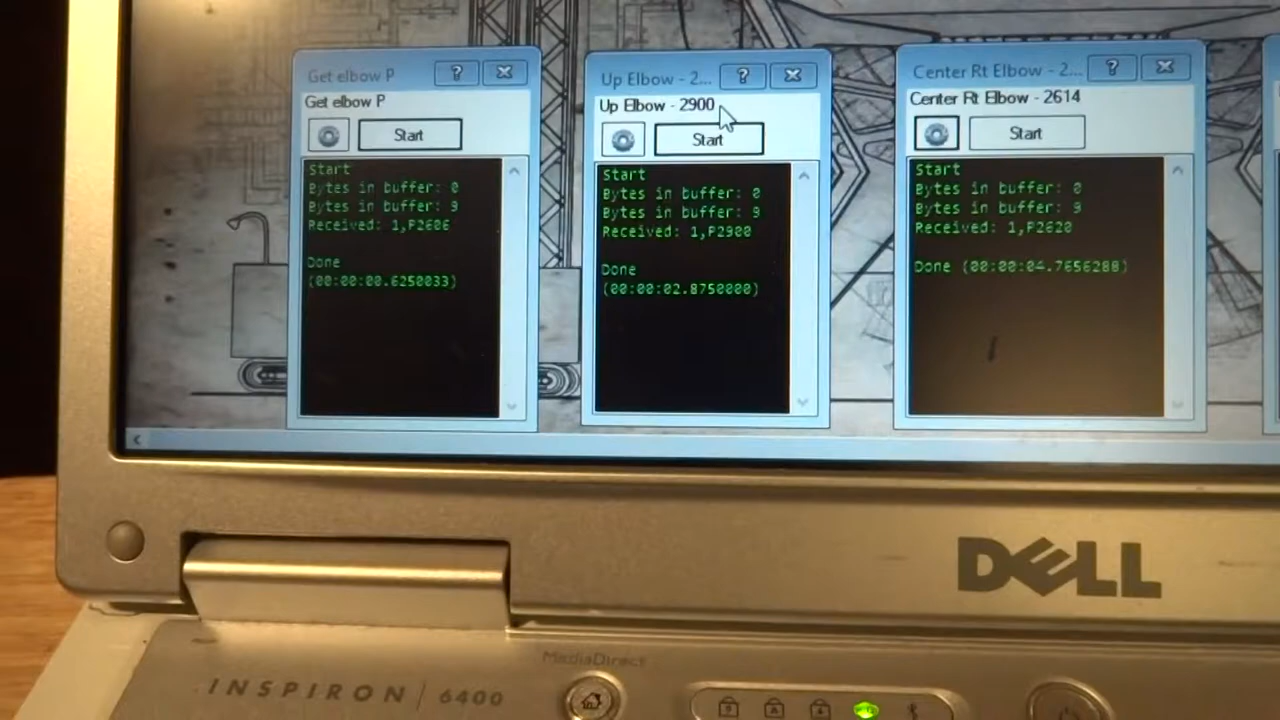 Get elbow P
Get elbow P
Start
Start
Bytes in buffer: 0
Bytes in buffer: 9
Received: 1,P2606
Done
(00:00:00.6250033)
Up Elbow - 2...
Up Elbow - 2900
Start
Start
Bytes in buffer: 0
Bytes in buffer: 9
Received: 1,P2900
Done
(00:00:02.8750000)
Center Rt Elbow - 2...
Center Rt Elbow - 2614
Start
Start
Bytes in buffer: 0
Bytes in buffer: 9
Received: 1,P2620
Done (00:00:04.7656288)
DELL
MediaDirect
INSPIRON 6400